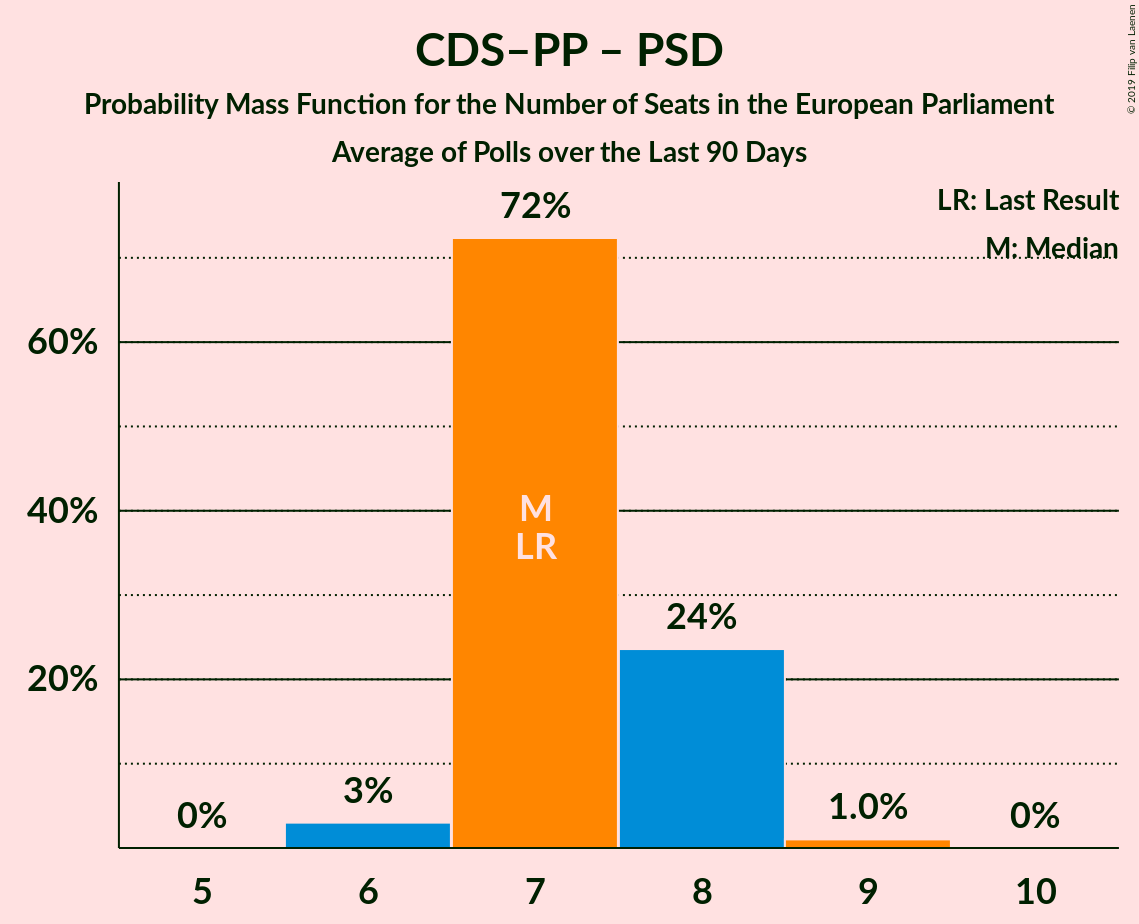 CDS–PP – PSD
Probability Mass Function for the Number of Seats in the European Parliament
Average of Polls over the Last 90 Days
© 2019 Filip van Laenen
LR: Last Result
M: Median
72%
60%
40%
20%
M
LR
24%
0%
3%
1.0%
0%
5
6
7
8
9
10